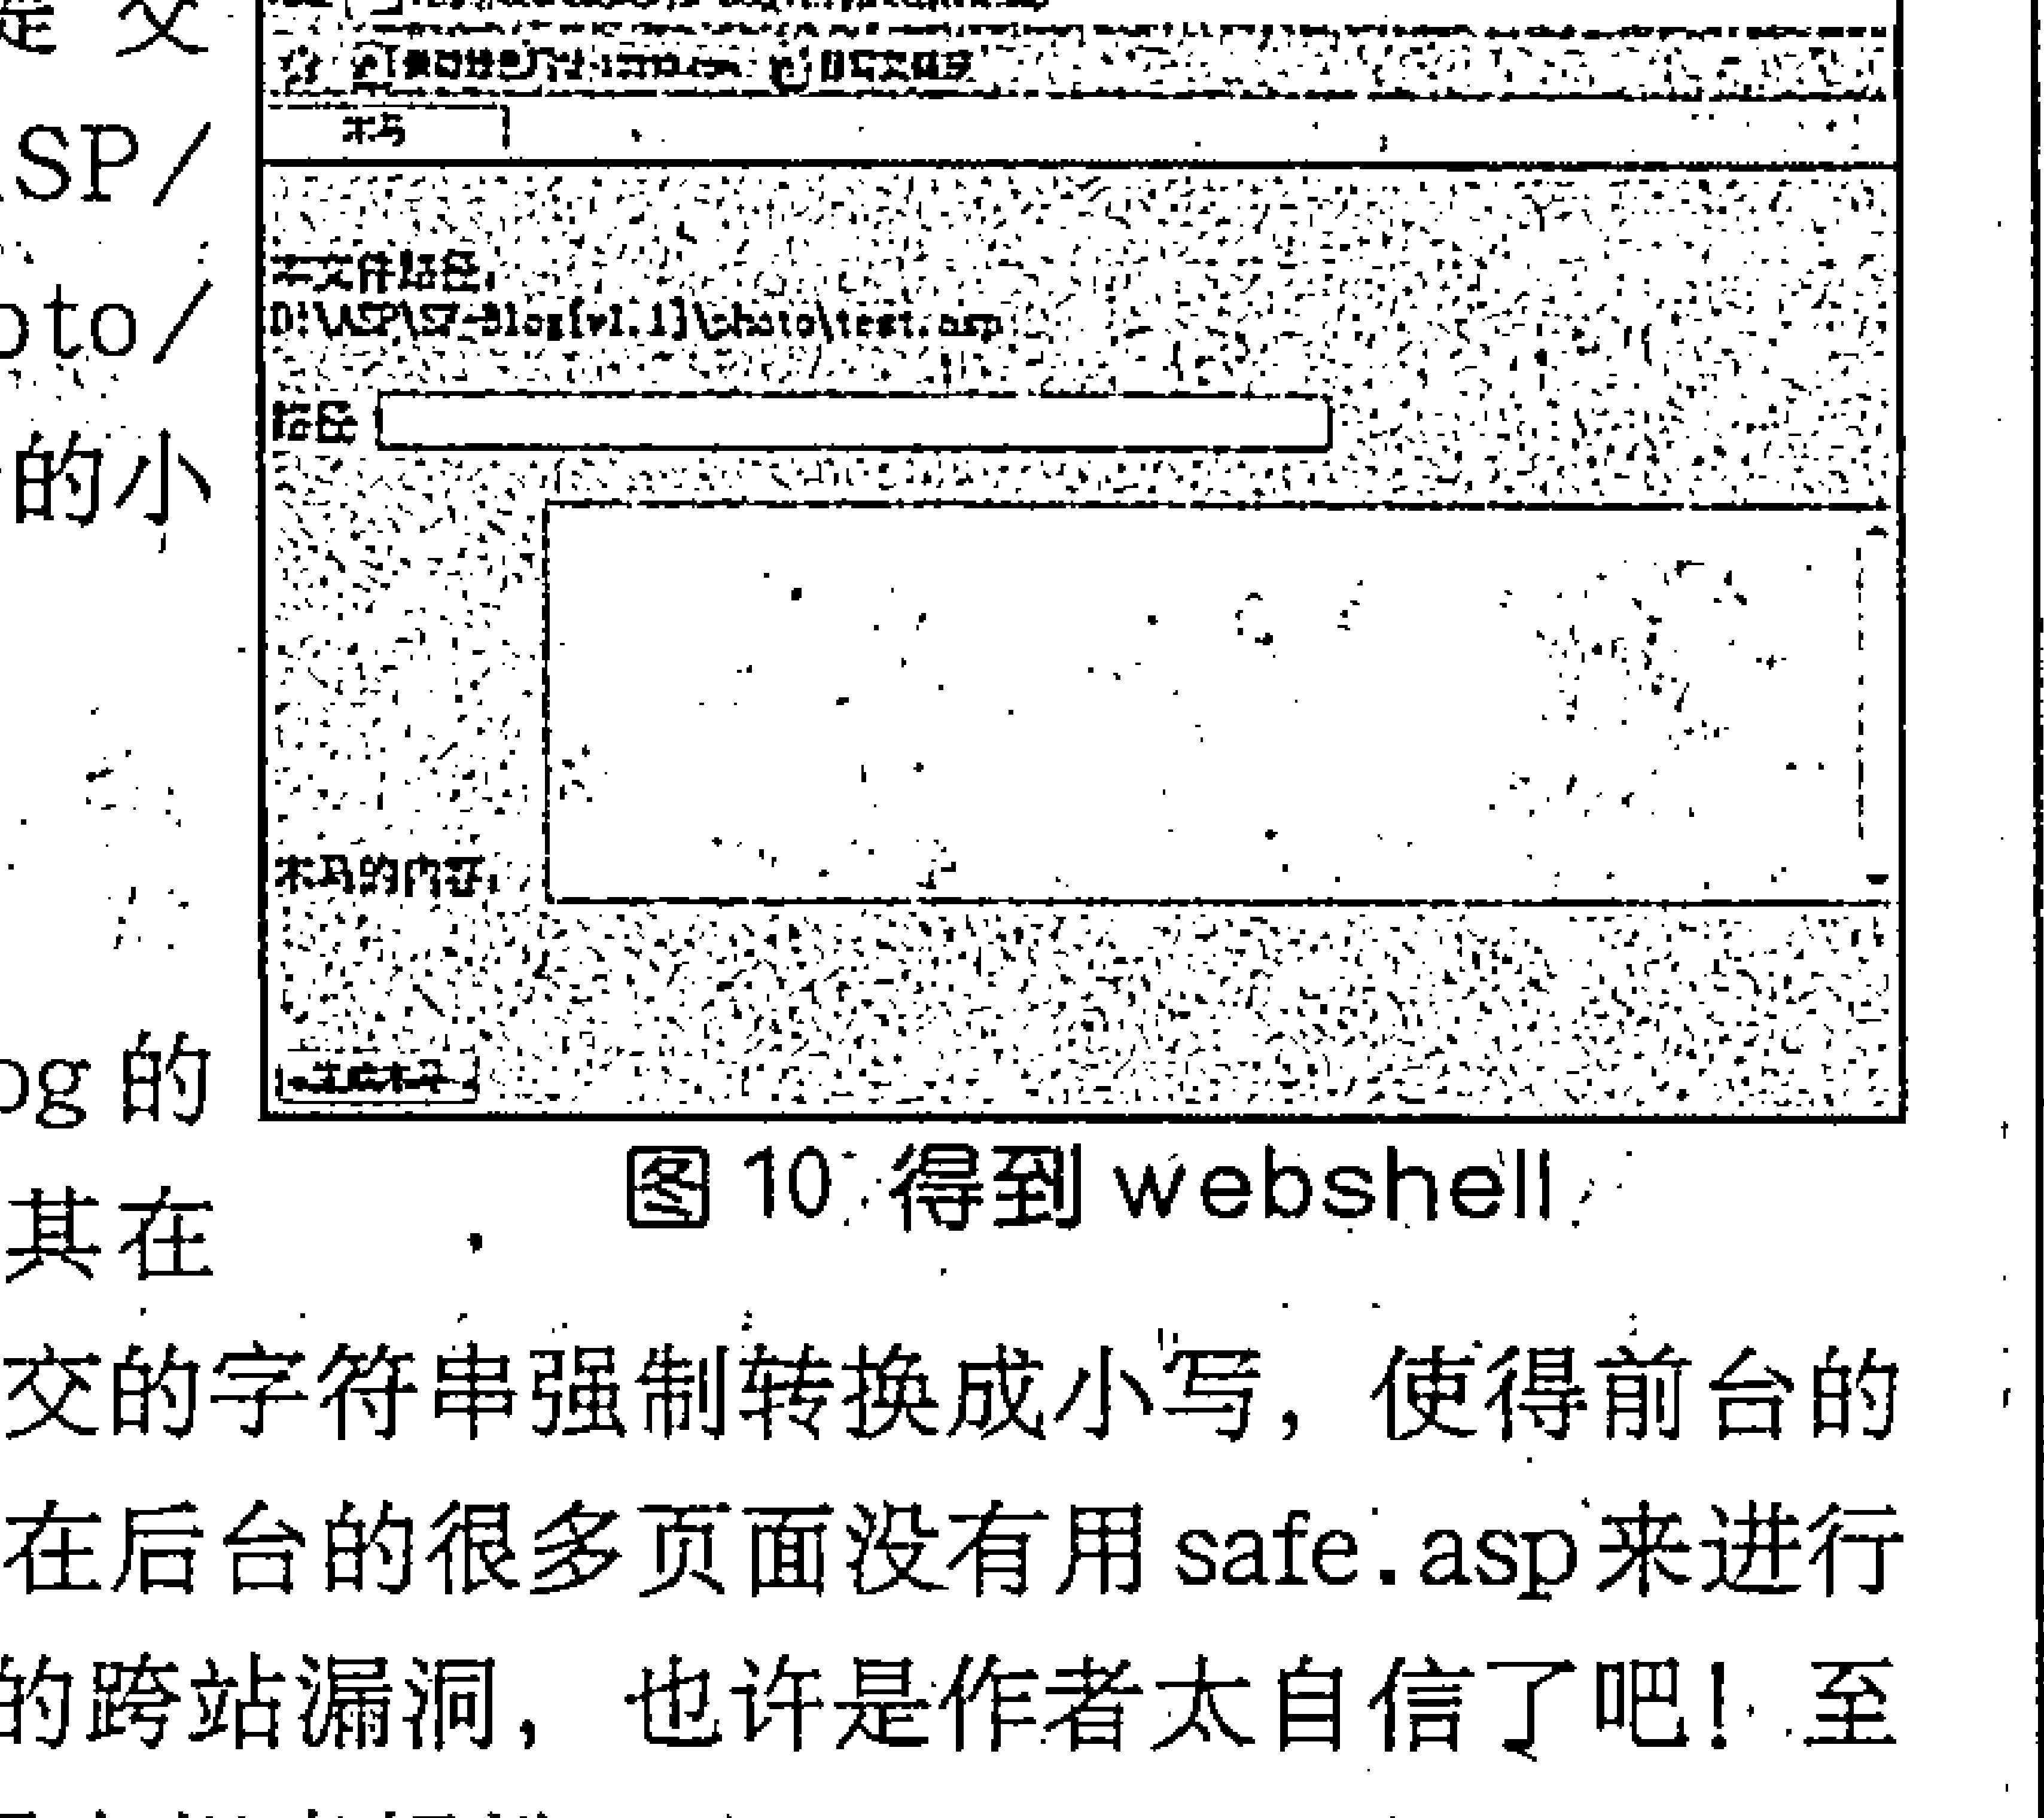 SP/
木马
oto/
本文件路径
D:\ASP\S7-Blog[v1.1]\photo\test.asp
的小
路径
木马的内容
og 的
图 10 得到 webshell
其在
交的字符串强制转换成小写，使得前台的
在后台的很多页面没有用 safe.asp 来进行
的跨站漏洞，也许是作者太自信了吧！至